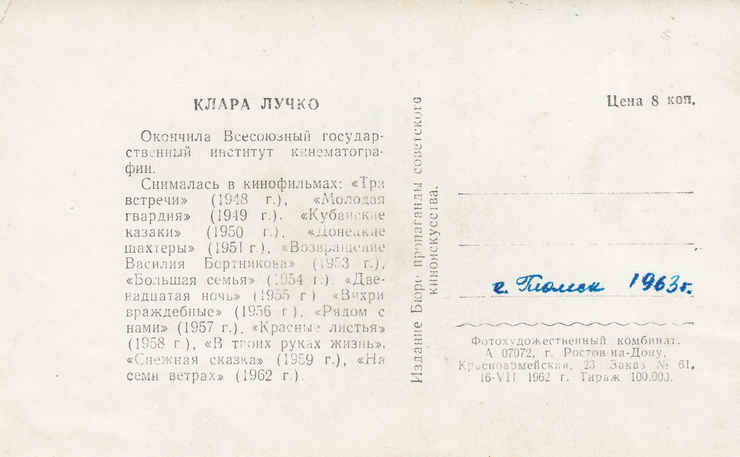 КЛАРА ЛУЧКО
Окончила Всесоюзный государ-
ственный институт кинематогра-
фии.
Снималась в кинофильмах: «Три
встречи» (1948 г.), «Молодая
гвардия» (1949 г.), «Кубанские
казаки» (1950 г.), «Донецкие
шахтеры» (1951 г), «Возвращение
Василия Бортникова» (1953 г.),
«Большая семья» (1954 г.), «Две-
надцатая ночь» (1955 г) «Вихри
враждебные» (1956 г), «Рядом с
нами» (1957 г.), «Красные листья»
(1958 г), «В твоих руках жизнь»,
«Снежная сказка» (1959 г.), «На
семи ветрах» (1962 г.).
Издание Бюро пропаганды советского
киноискусства.
Цена 8 коп.
г. Томск 1963г.
Фотохудожественный комбинат.
А 07072, г. Ростов-на-Дону,
Красноармейская, 23 Заказ № 61,
16-VII 1962 г. Тираж 100.000.